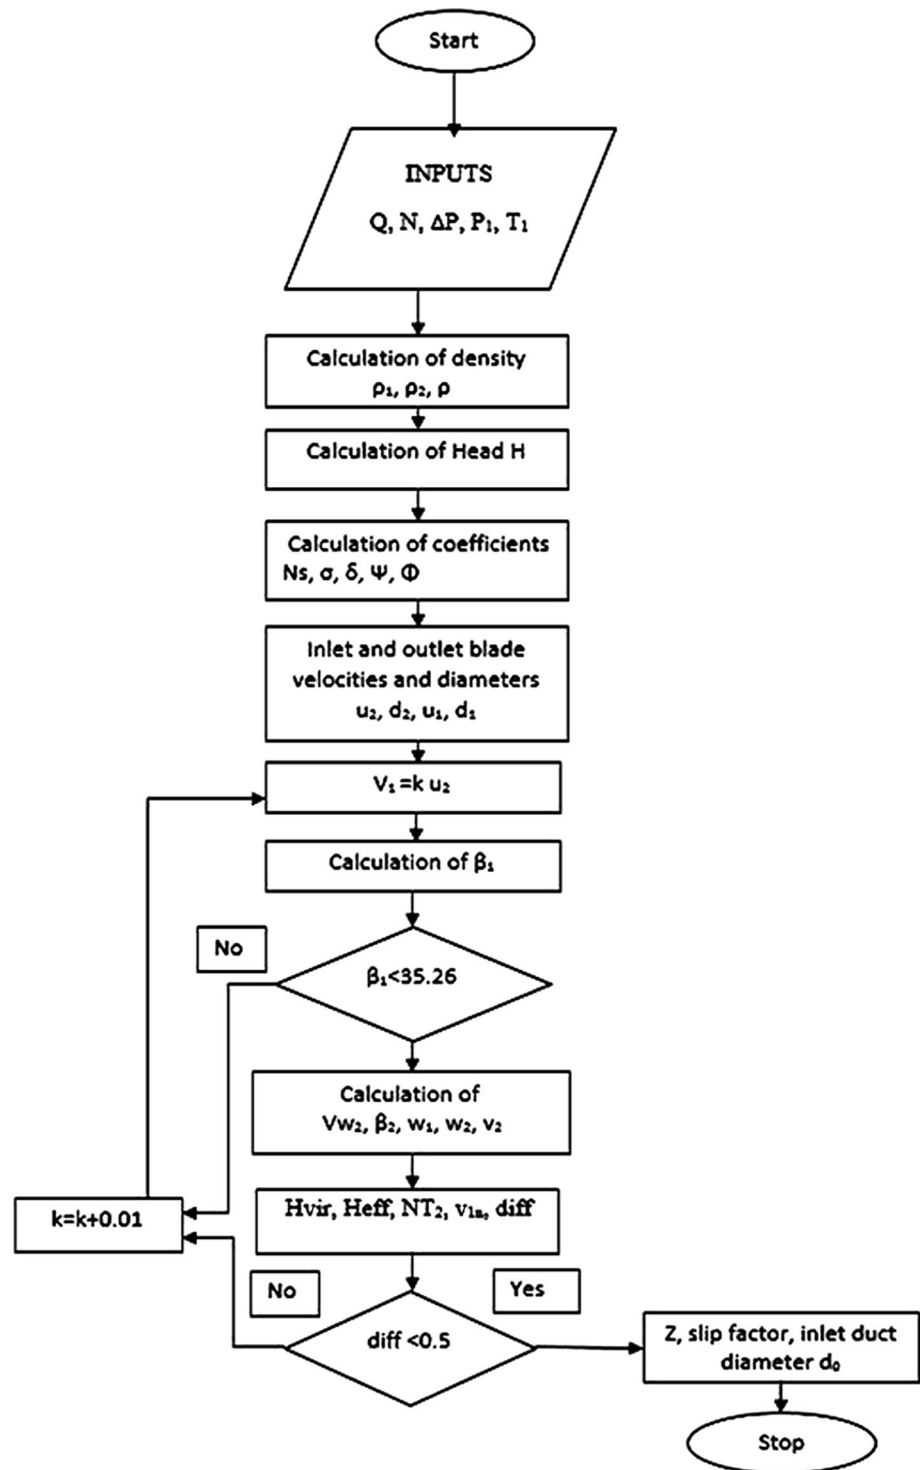 Start
INPUTS
Q, N, ΔP, P₁, T₁
Calculation of density
ρ₁, ρ₂, ρ
Calculation of Head H
Calculation of coefficients
Ns, σ, δ, Ψ, Φ
Inlet and outlet blade
velocities and diameters
u₂, d₂, u₁, d₁
V₁ =k u₂
Calculation of β₁
No
β₁<35.26
Calculation of
Vw₂, β₂, w₁, w₂, v₂
k=k+0.01
Hvir, Heff, NT₂, v₁ₙ, diff
No
Yes
diff <0.5
Z, slip factor, inlet duct
diameter d₀
Stop